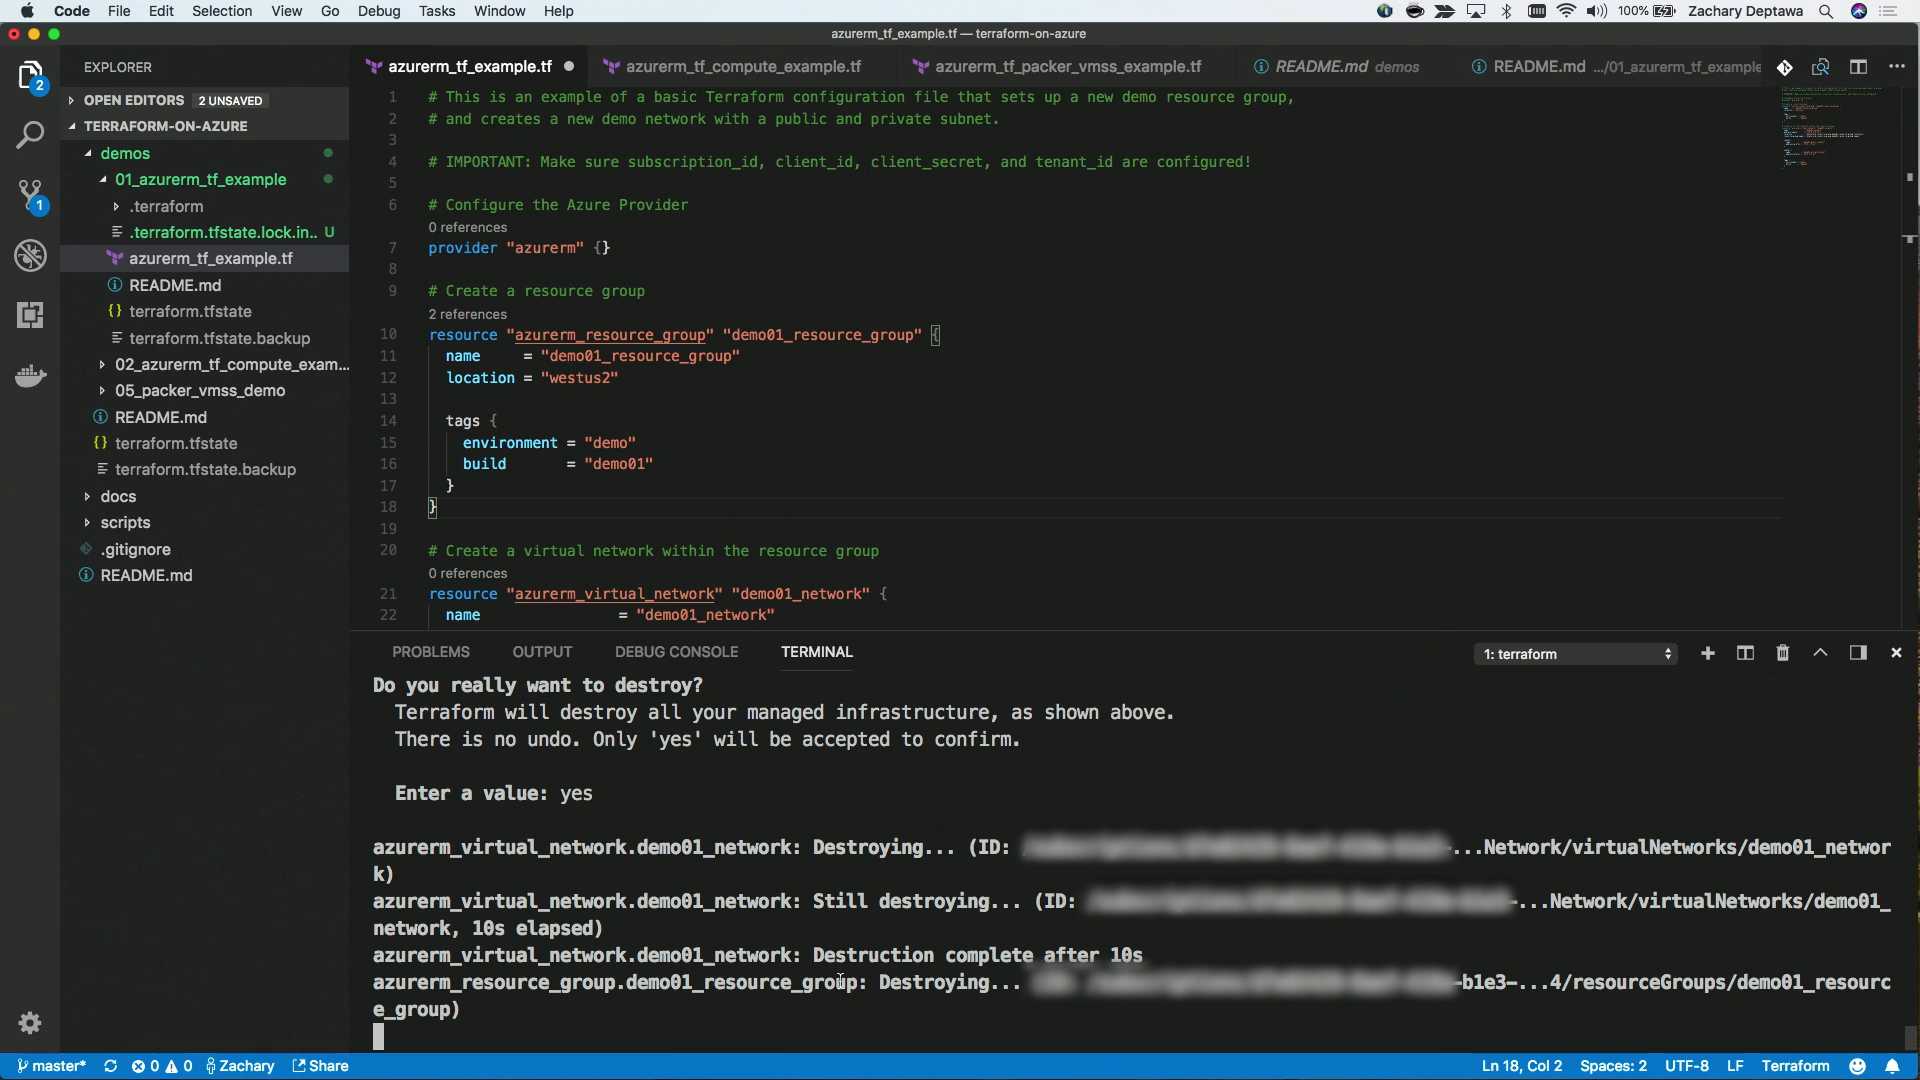 Code File Edit Selection View Go Debug Tasks Window Help 100% Zachary Deptawa
azurerm_tf_example.tf — terraform-on-azure
EXPLORER
azurerm_tf_example.tf azurerm_tf_compute_example.tf azurerm_tf_packer_vmss_example.tf README.md demos README.md .../01_azurerm_tf_example
2
1
OPEN EDITORS 2 UNSAVED
TERRAFORM-ON-AZURE
demos
01_azurerm_tf_example
.terraform
.terraform.tfstate.lock.in.. U
azurerm_tf_example.tf
README.md
terraform.tfstate
terraform.tfstate.backup
02_azurerm_tf_compute_exam...
05_packer_vmss_demo
README.md
terraform.tfstate
terraform.tfstate.backup
docs
scripts
.gitignore
README.md
1 # This is an example of a basic Terraform configuration file that sets up a new demo resource group,
2 # and creates a new demo network with a public and private subnet.
3
4 # IMPORTANT: Make sure subscription_id, client_id, client_secret, and tenant_id are configured!
5
6 # Configure the Azure Provider
0 references
7 provider "azurerm" {}
8
9 # Create a resource group
2 references
10 resource "azurerm_resource_group" "demo01_resource_group" {
11 name = "demo01_resource_group"
12 location = "westus2"
13
14 tags {
15 environment = "demo"
16 build = "demo01"
17 }
18 }
19
20 # Create a virtual network within the resource group
0 references
21 resource "azurerm_virtual_network" "demo01_network" {
22 name = "demo01_network"
PROBLEMS OUTPUT DEBUG CONSOLE TERMINAL 1: terraform
Do you really want to destroy?
Terraform will destroy all your managed infrastructure, as shown above.
There is no undo. Only 'yes' will be accepted to confirm.
Enter a value: yes
azurerm_virtual_network.demo01_network: Destroying... (ID: ...Network/virtualNetworks/demo01_networ
k)
azurerm_virtual_network.demo01_network: Still destroying... (ID: -...Network/virtualNetworks/demo01_
network, 10s elapsed)
azurerm_virtual_network.demo01_network: Destruction complete after 10s
azurerm_resource_group.demo01_resource_group: Destroying... -b1e3-...4/resourceGroups/demo01_resourc
e_group)
master* 0 0 Zachary Share Ln 18, Col 2 Spaces: 2 UTF-8 LF Terraform